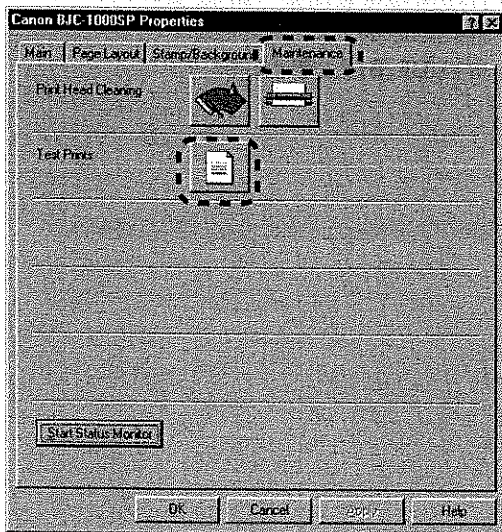 Canon BJC-1000SP Properties
Main Page Layout Stamp/Background Maintenance
Print Head Cleaning
Test Prints
Start Status Monitor
OK Cancel Apply Help